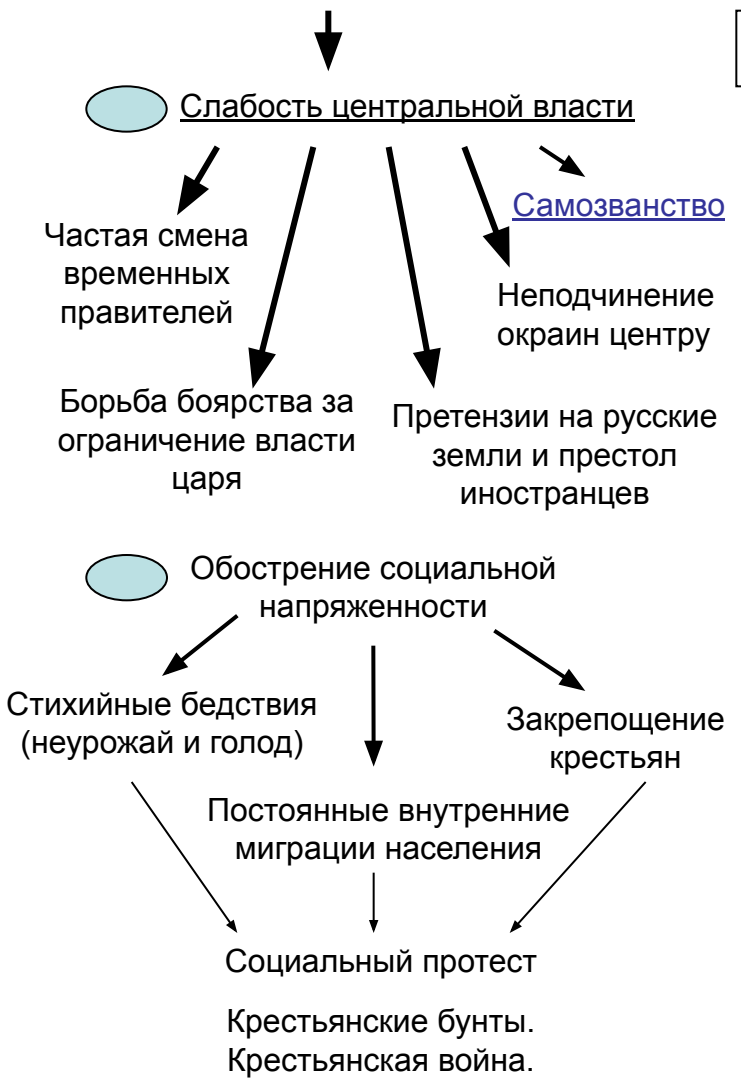 Слабость центральной власти
Самозванство
Частая смена
временных
правителей
Неподчинение
окраин центру
Борьба боярства за
ограничение власти
царя
Претензии на русские
земли и престол
иностранцев
Обострение социальной
напряженности
Стихийные бедствия
(неурожай и голод)
Закрепощение
крестьян
Постоянные внутренние
миграции населения
Социальный протест
Крестьянские бунты.
Крестьянская война.